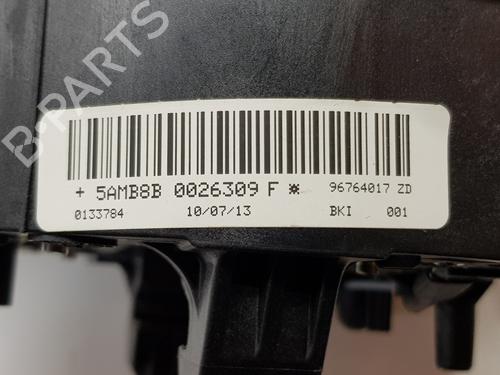 B-PARTS
+ 5AMB8B 0026309 F ※ 96764017 ZD
0133784 10/07/13 BKI 001